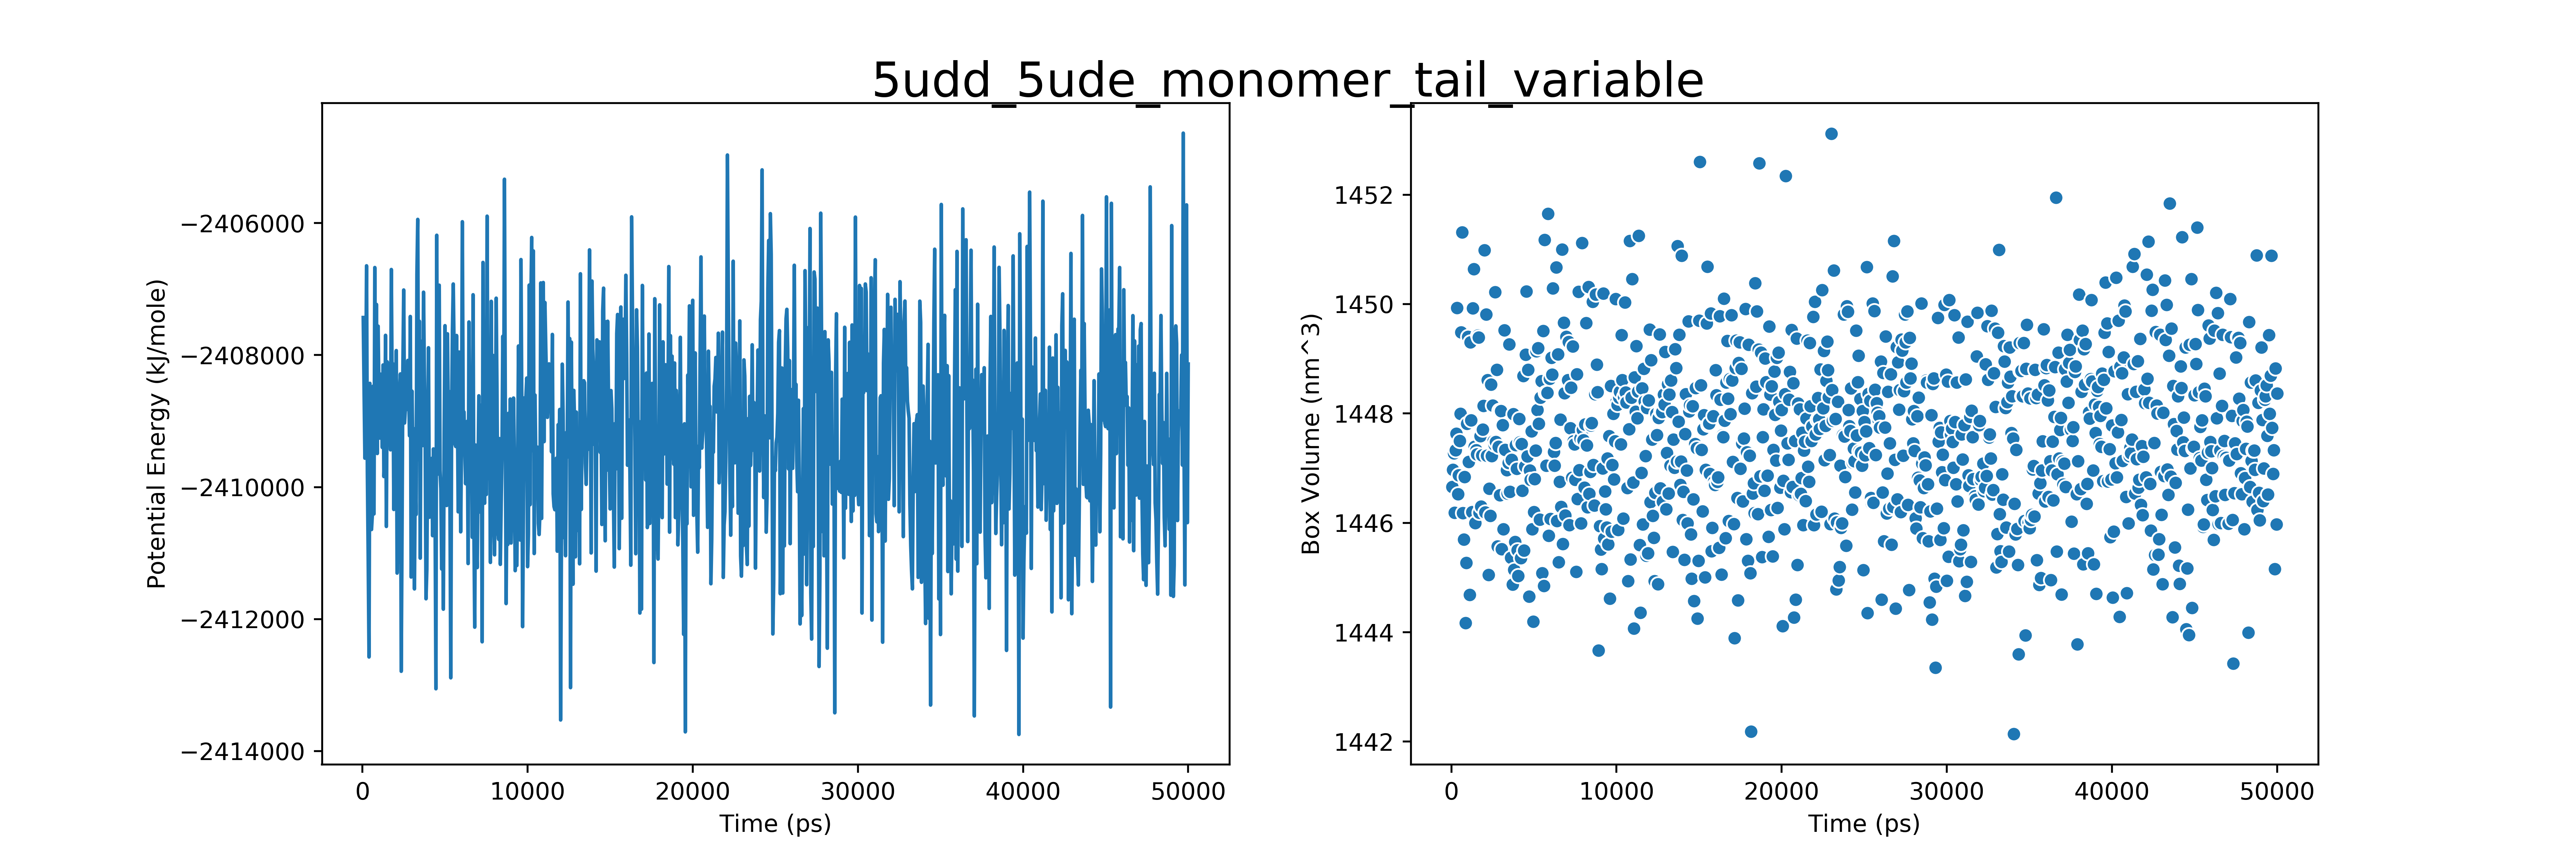 5udd_5ude_monomer_tail_variable
Potential Energy (kJ/mole)
−2406000
−2408000
−2410000
−2412000
−2414000
0 10000 20000 30000 40000 50000
Time (ps)
Box Volume (nm^3)
1452
1450
1448
1446
1444
1442
0 10000 20000 30000 40000 50000
Time (ps)